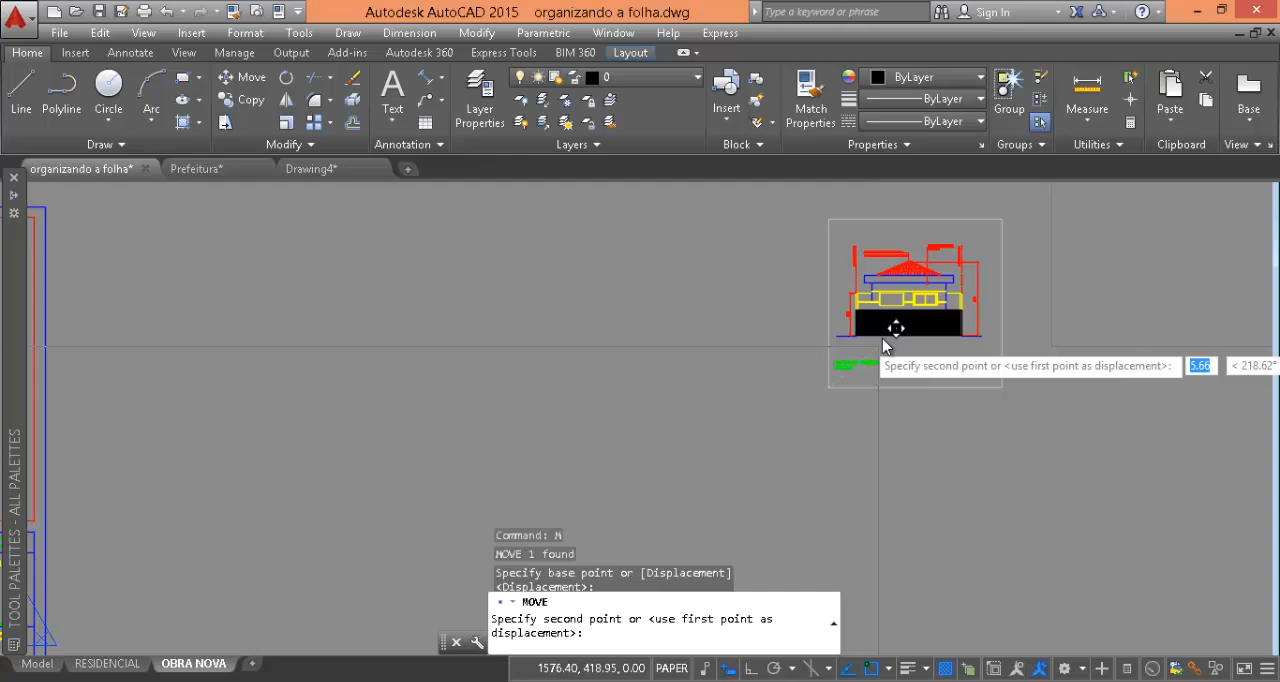 Autodesk AutoCAD 2015 organizando a folha.dwg
Type a keyword or phrase
Sign In
File Edit View Insert Format Tools Draw Dimension Modify Parametric Window Help Express
Home Insert Annotate View Manage Output Add-ins Autodesk 360 Express Tools BIM 360 Layout
Line Polyline Circle Arc
Move
Copy
Text
Layer Properties
0
Insert
Match Properties
ByLayer
ByLayer
ByLayer
Group
Measure
Paste
Base
Draw Modify Annotation Layers Block Properties Groups Utilities Clipboard View
organizando a folha* Prefeitura* Drawing4*
Specify second point or <use first point as displacement>: 5.66 < 218.62°
TOOL PALETTES - ALL PALETTES
Command: M
MOVE 1 found
Specify base point or [Displacement]
<Displacement>:
MOVE
Specify second point or <use first point as
displacement>:
Model RESIDENCIAL OBRA NOVA
1576.40, 418.95, 0.00 PAPER